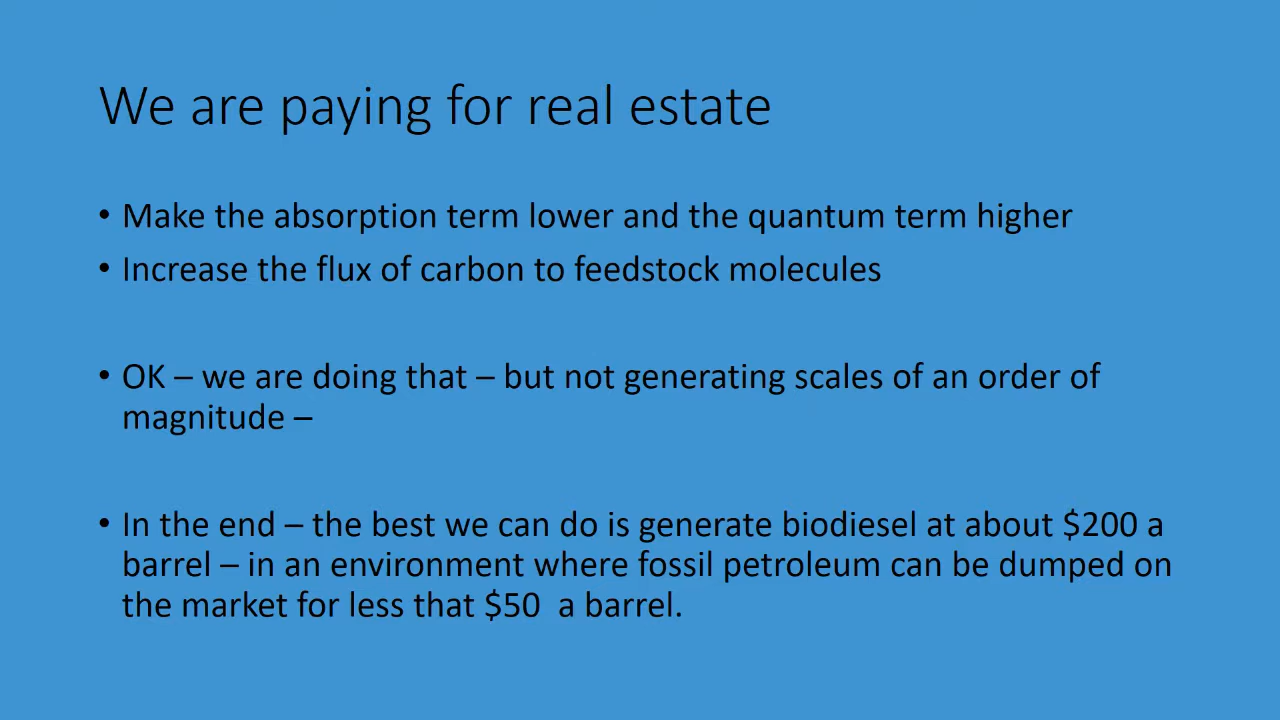 We are paying for real estate
• Make the absorption term lower and the quantum term higher
• Increase the flux of carbon to feedstock molecules
• OK – we are doing that – but not generating scales of an order of
magnitude –
• In the end – the best we can do is generate biodiesel at about $200 a
barrel – in an environment where fossil petroleum can be dumped on
the market for less that $50  a barrel.